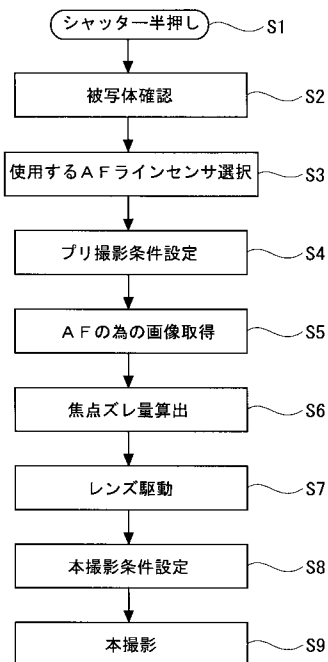 シャッター半押し S1
被写体確認 S2
使用するAFラインセンサ選択 S3
プリ撮影条件設定 S4
AFの為の画像取得 S5
焦点ズレ量算出 S6
レンズ駆動 S7
本撮影条件設定 S8
本撮影 S9